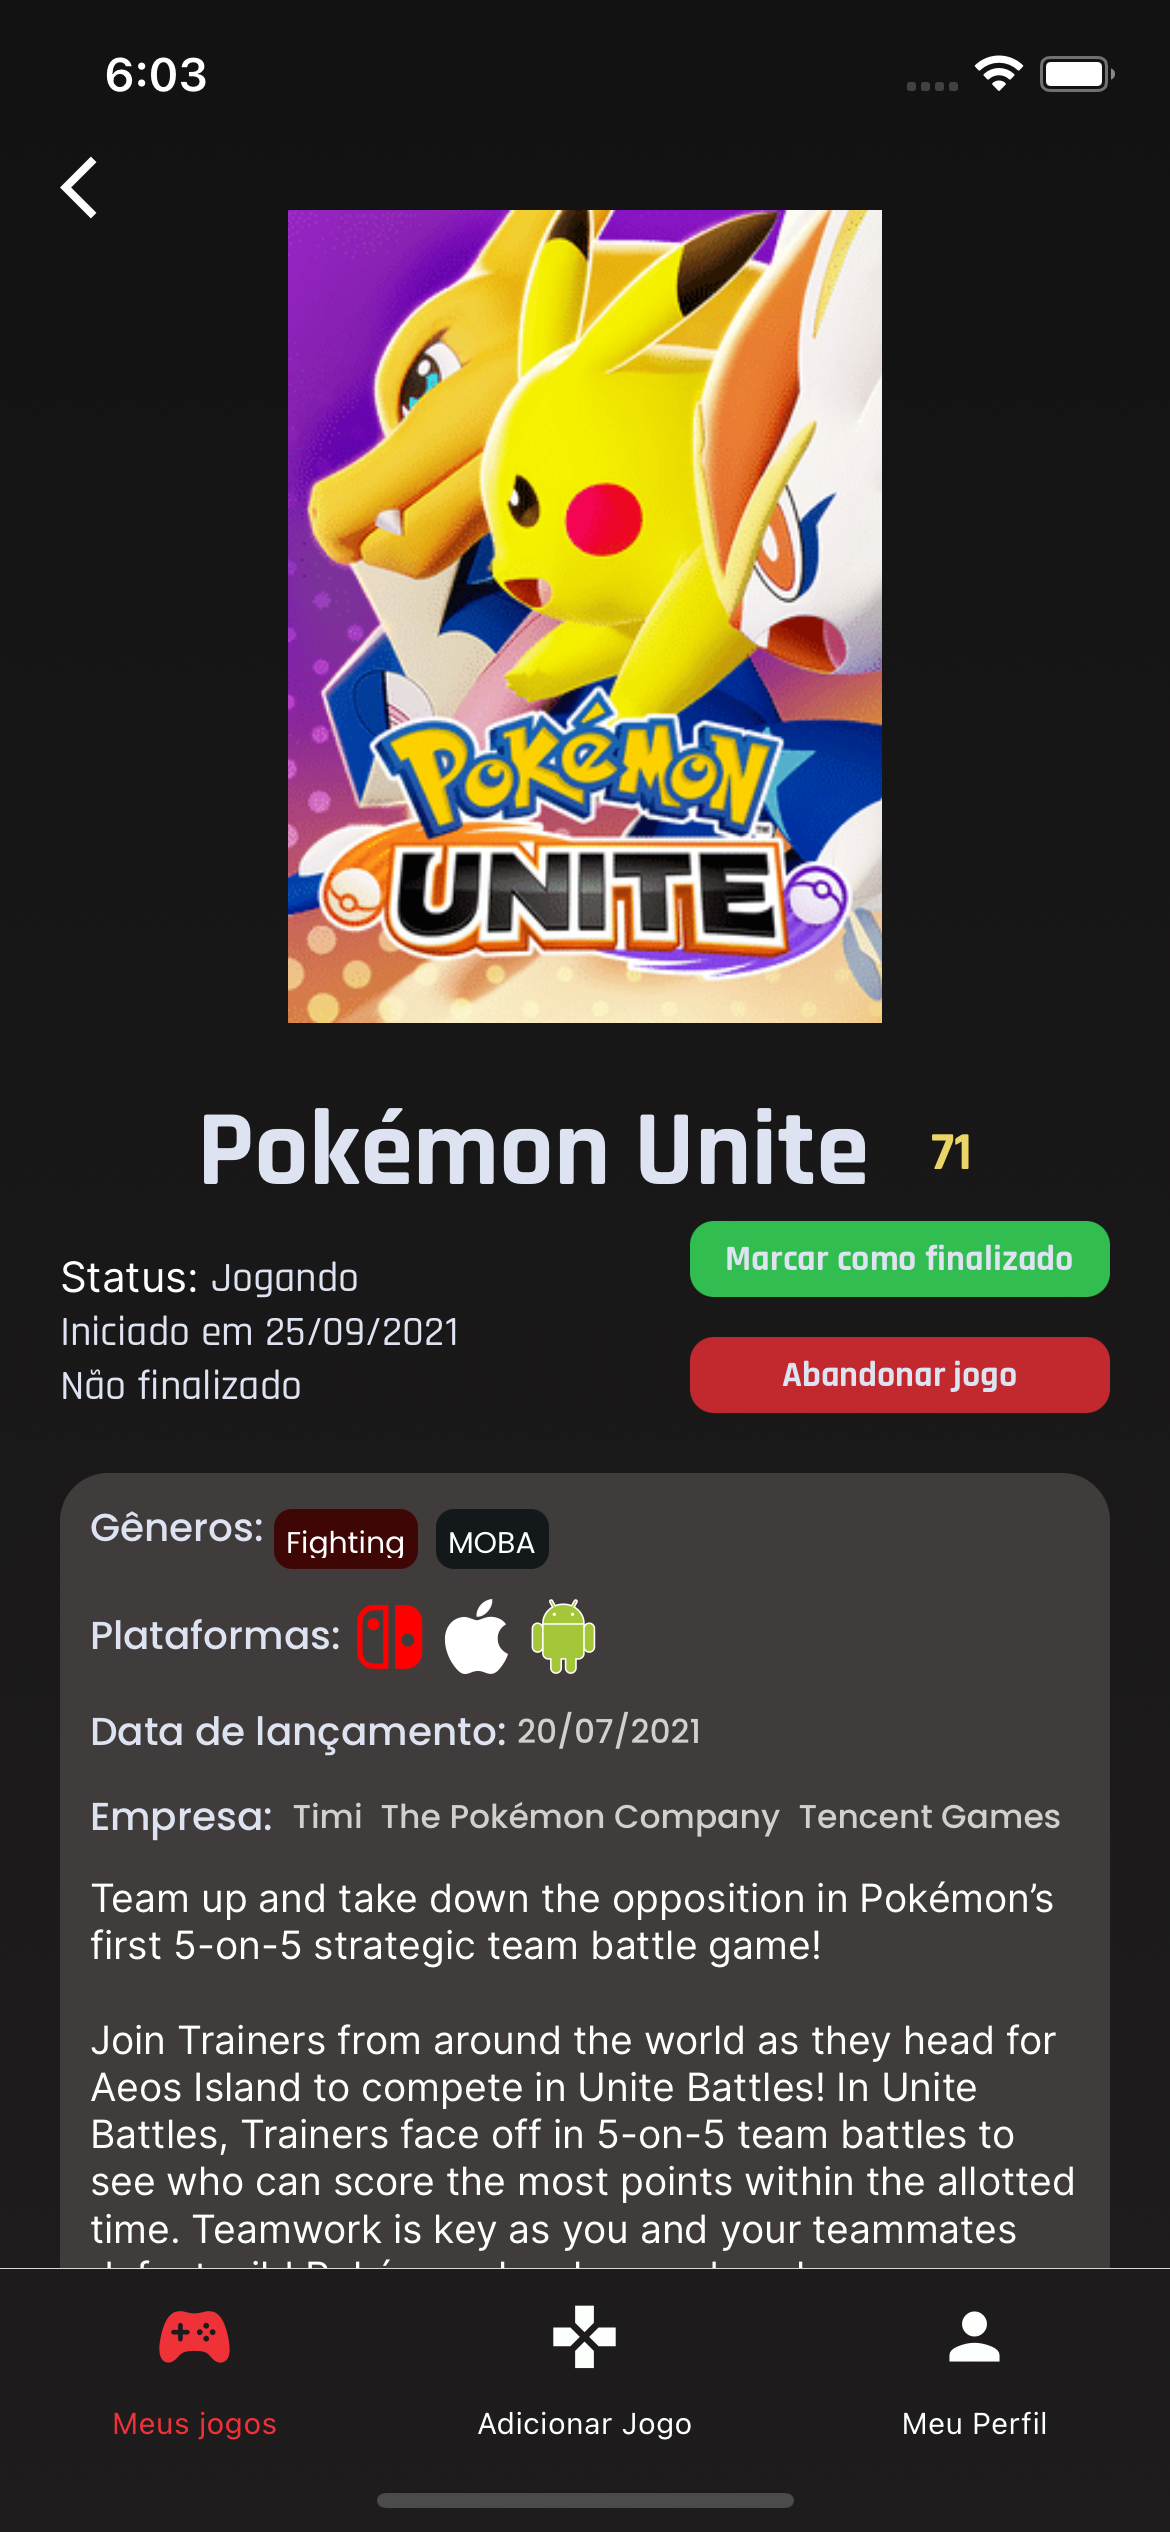 6:03
POKéMON
UNITE
Pokémon Unite 71
Status: Jogando
Iniciado em 25/09/2021
Não finalizado
Marcar como finalizado
Abandonar jogo
Gêneros: Fighting MOBA
Plataformas:
Data de lançamento: 20/07/2021
Empresa: Timi The Pokémon Company Tencent Games
Team up and take down the opposition in Pokémon’s
first 5-on-5 strategic team battle game!
Join Trainers from around the world as they head for
Aeos Island to compete in Unite Battles! In Unite
Battles, Trainers face off in 5-on-5 team battles to
see who can score the most points within the allotted
time. Teamwork is key as you and your teammates
Meus jogos
Adicionar Jogo
Meu Perfil